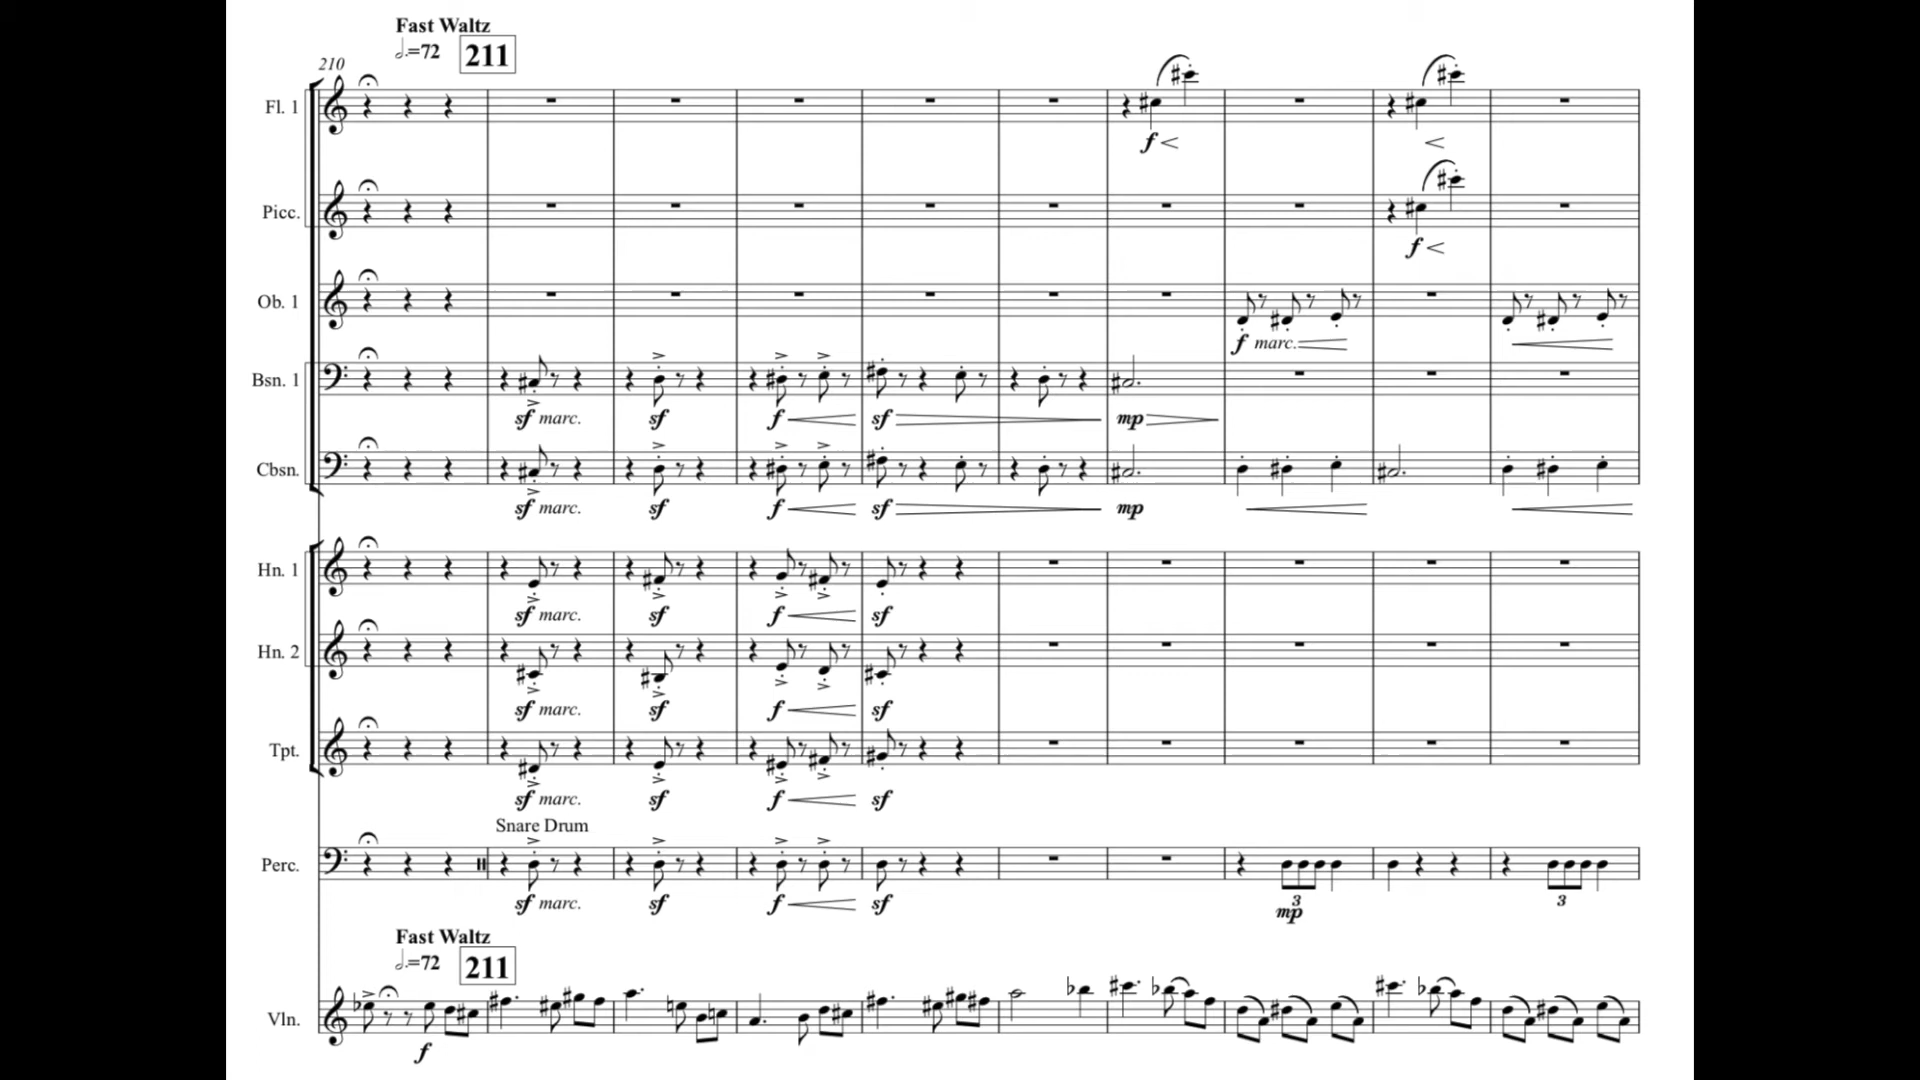 Fast Waltz
𝅗𝅥.=72 211
210
Fl. 1
f
Picc.
f
Ob. 1
f marc.
Bsn. 1
sf marc. sf f sf mp
Cbsn.
sf marc. sf f sf mp
Hn. 1
sf marc. sf f sf
Hn. 2
sf marc. sf f sf
Tpt.
sf marc. sf f sf
Snare Drum
Perc.
3 3
sf marc. sf f sf mp
Fast Waltz
𝅗𝅥.=72 211
Vln.
f